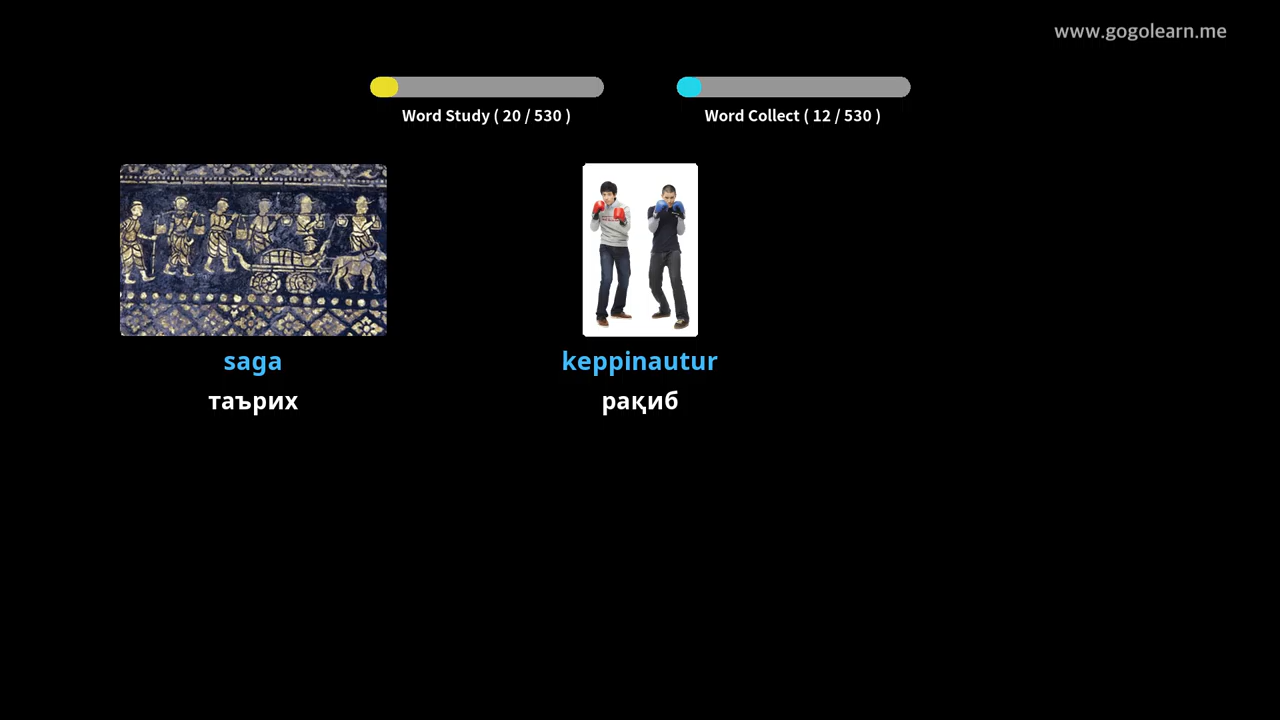 www.gogolearn.me
Word Study ( 20 / 530 )
Word Collect ( 12 / 530 )
saga
таърих
keppinautur
рақиб